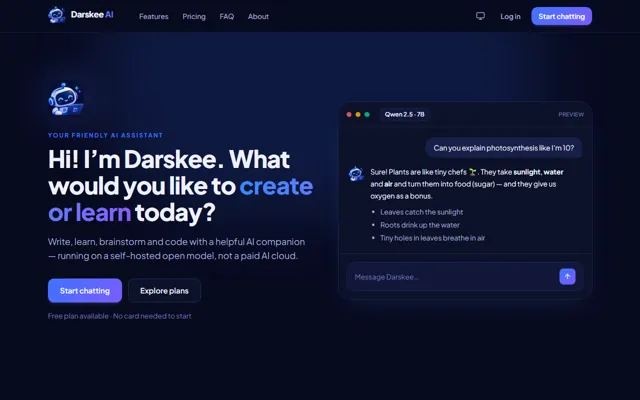 Darskee AI
Features
Pricing
FAQ
About
Log in
Start chatting
YOUR FRIENDLY AI ASSISTANT
Hi! I'm Darskee. What
would you like to create
or learn today?
Write, learn, brainstorm and code with a helpful AI companion
— running on a self-hosted open model, not a paid AI cloud.
Start chatting
Explore plans
Free plan available · No card needed to start
Qwen 2.5 · 7B
PREVIEW
Can you explain photosynthesis like I'm 10?
Sure! Plants are like tiny chefs 🌱. They take sunlight, water
and air and turn them into food (sugar) — and they give us
oxygen as a bonus.
• Leaves catch the sunlight
• Roots drink up the water
• Tiny holes in leaves breathe in air
Message Darskee...